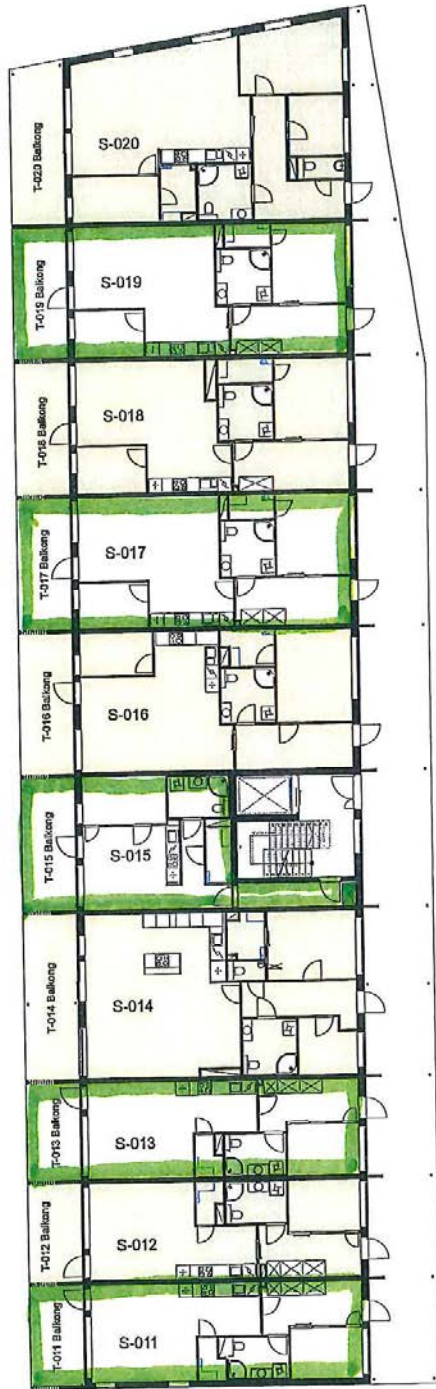 T-020 Balkong
S-020
T-019 Balkong
S-019
T-018 Balkong
S-018
T-017 Balkong
S-017
T-016 Balkong
S-016
T-015 Balkong
S-015
T-014 Balkong
S-014
T-013 Balkong
S-013
T-012 Balkong
S-012
T-011 Balkong
S-011